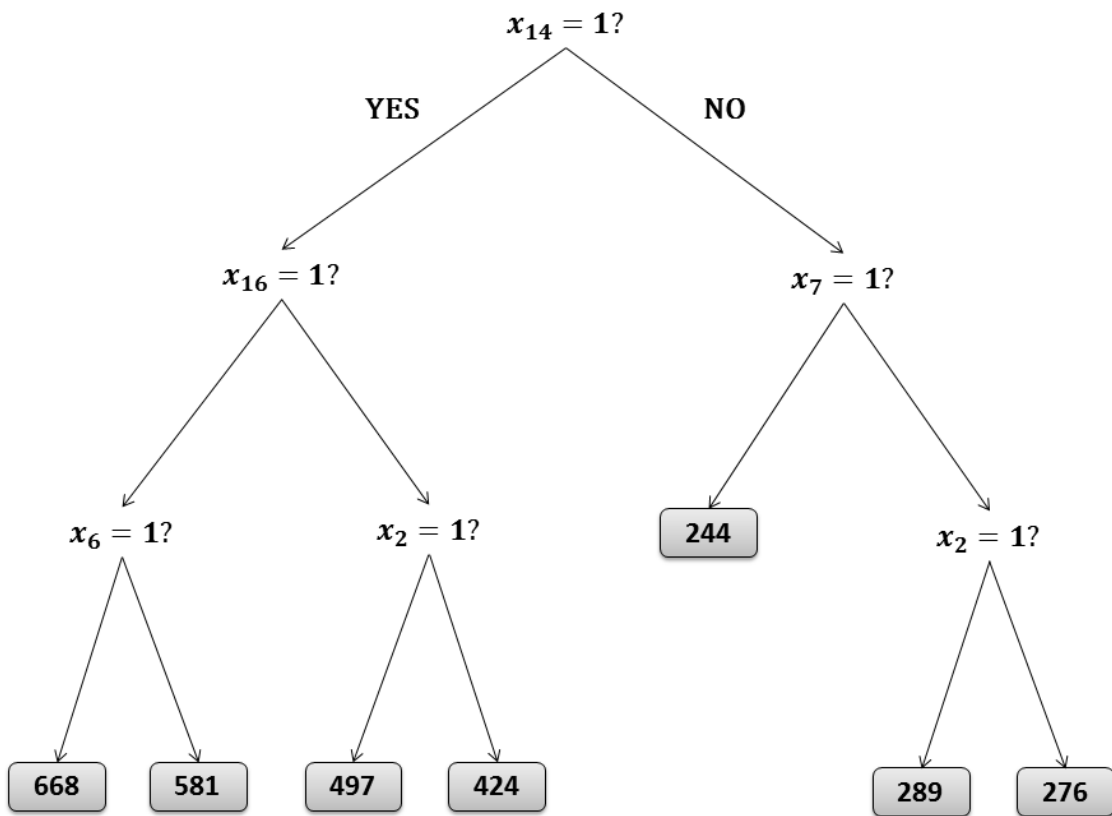 x₁₄ = 1?
YES NO
x₁₆ = 1? x₇ = 1?
x₆ = 1? x₂ = 1? 244 x₂ = 1?
668 581 497 424 289 276